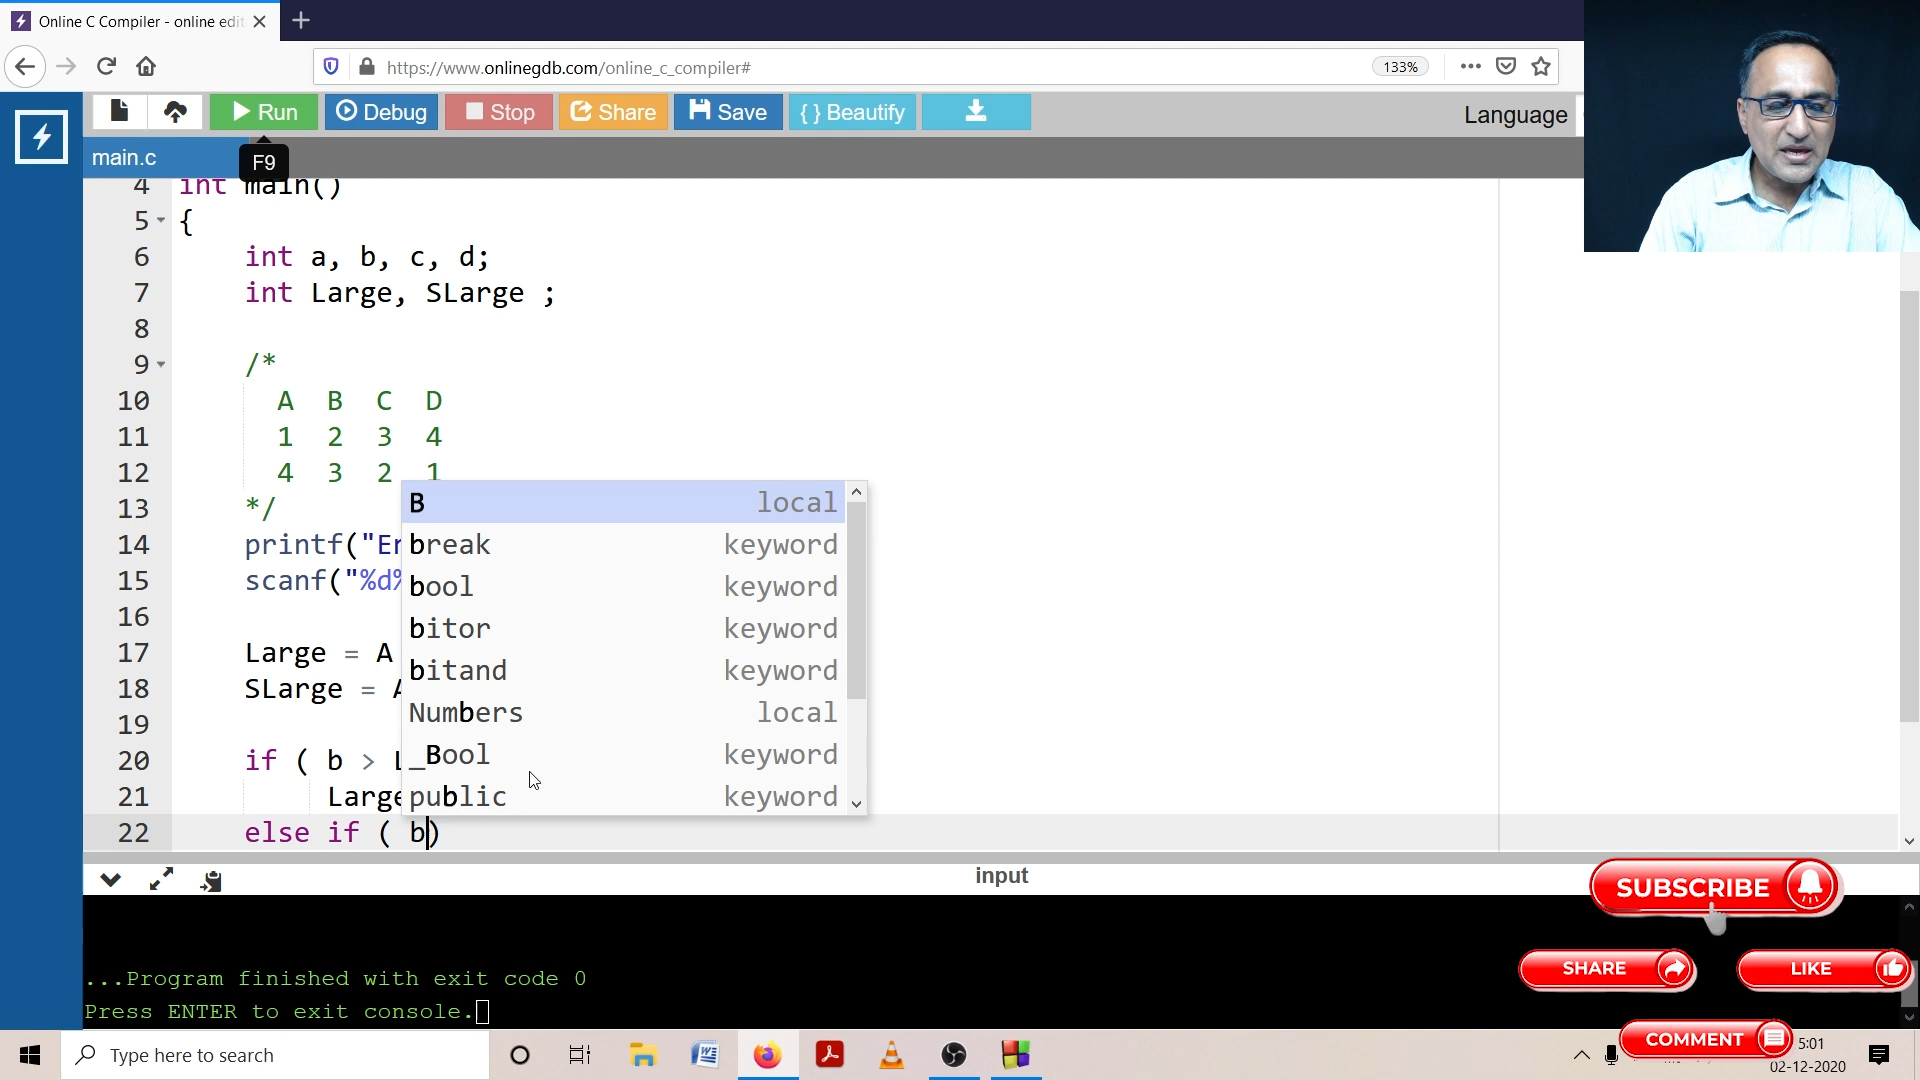 Online C Compiler - online edit
https://www.onlinegdb.com/online_c_compiler#
133%
Run
Debug
Stop
Share
Save
{ } Beautify
Language
main.c
F9
4 int main()
5 {
6 int a, b, c, d;
7 int Large, SLarge ;
8
9 /*
10 A B C D
11 1 2 3 4
12 4 3 2 1
13 */
14 printf("En
15 scanf("%d%
16
17 Large = A
18 SLarge = A
19
20 if ( b > L
21 Large
22 else if ( b)
B local
break keyword
bool keyword
bitor keyword
bitand keyword
Numbers local
_Bool keyword
public keyword
input
...Program finished with exit code 0
Press ENTER to exit console.
SUBSCRIBE
SHARE
LIKE
COMMENT
Type here to search
5:01
02-12-2020